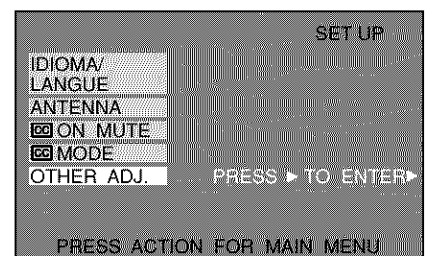 SET UP
IDIOMA/
LANGUE
ANTENNA
CC ON MUTE
CC MODE
OTHER ADJ. PRESS ▶ TO ENTER▶
PRESS ACTION FOR MAIN MENU